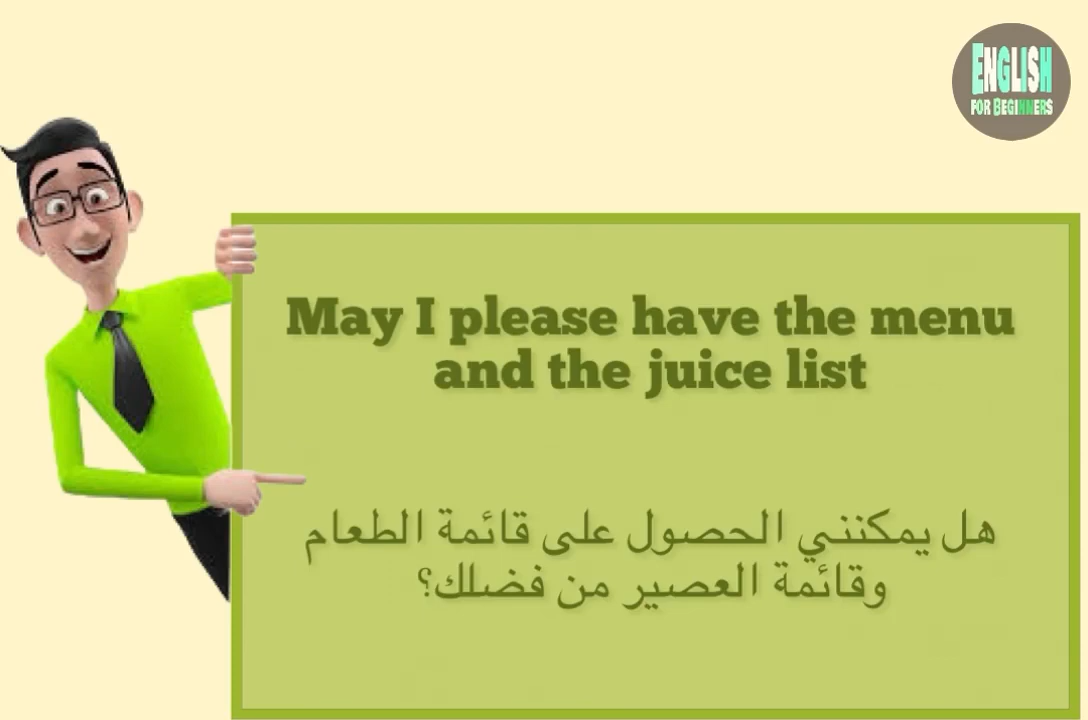 ENGLISH
FOR BEGINNERS
May I please have the menu
and the juice list
هل يمكنني الحصول على قائمة الطعام
وقائمة العصير من فضلك؟